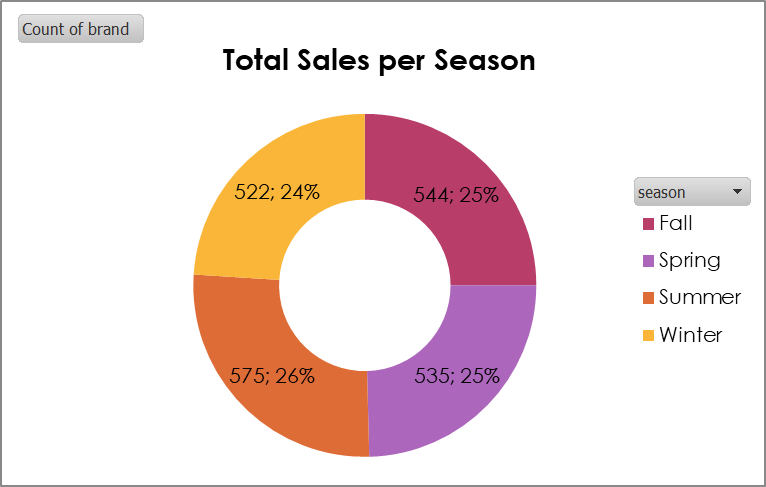 Count of brand
Total Sales per Season
522; 24%
544; 25%
575; 26%
535; 25%
season
Fall
Spring
Summer
Winter